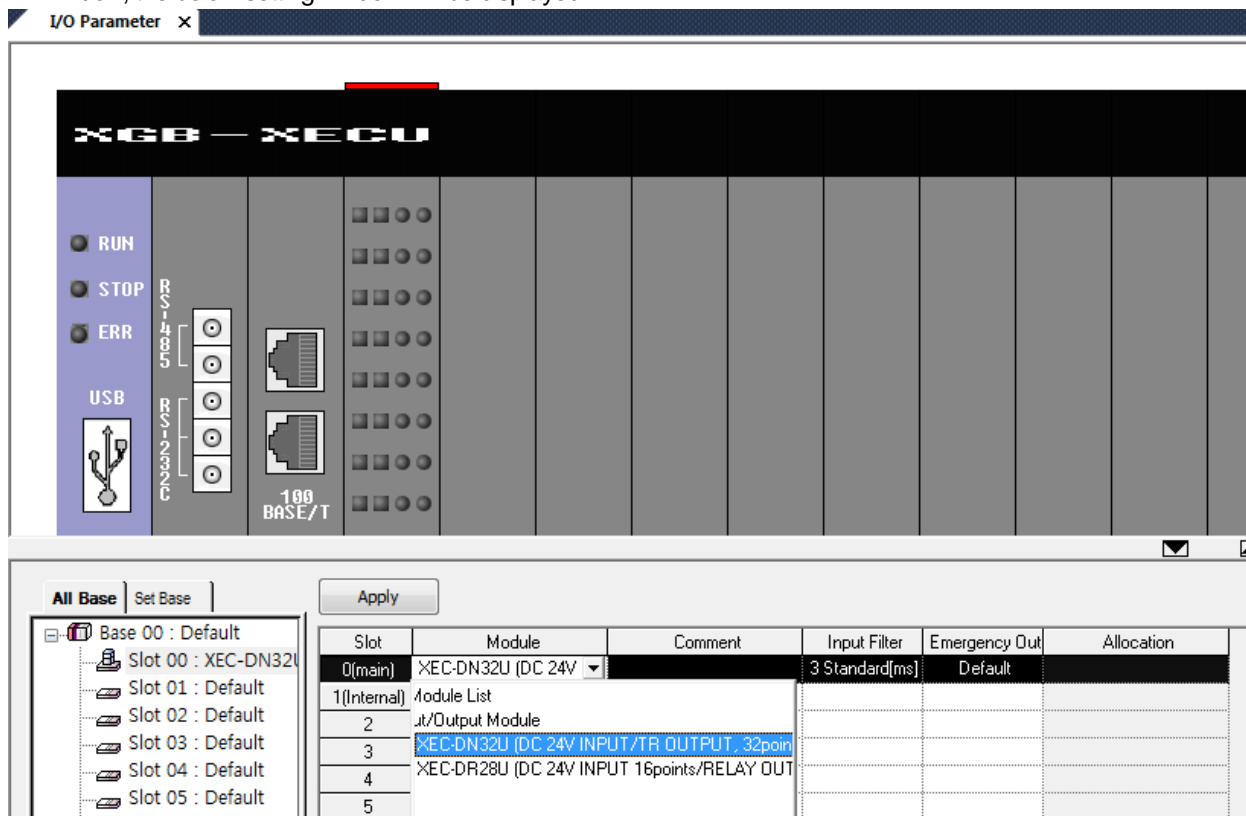 I/O Parameter X
XGB — XECU
RUN
STOP
ERR
USB
RS-485
RS-232C
100
BASE/T
All Base Set Base
Apply
Base 00 : Default
Slot 00 : XEC-DN32U
Slot 01 : Default
Slot 02 : Default
Slot 03 : Default
Slot 04 : Default
Slot 05 : Default
Slot Module Comment Input Filter Emergency Out Allocation
0(main) XEC-DN32U (DC 24V 3 Standard[ms] Default
1(Internal) Module List
2 ut/Output Module
3 XEC-DN32U (DC 24V INPUT/TR OUTPUT, 32poin
4 XEC-DR28U (DC 24V INPUT 16points/RELAY OUT
5